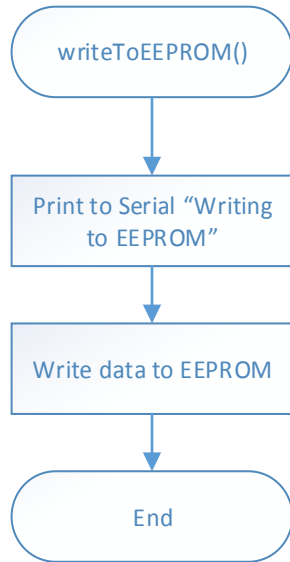 writeToEEPROM()
Print to Serial “Writing
to EEPROM”
Write data to EEPROM
End